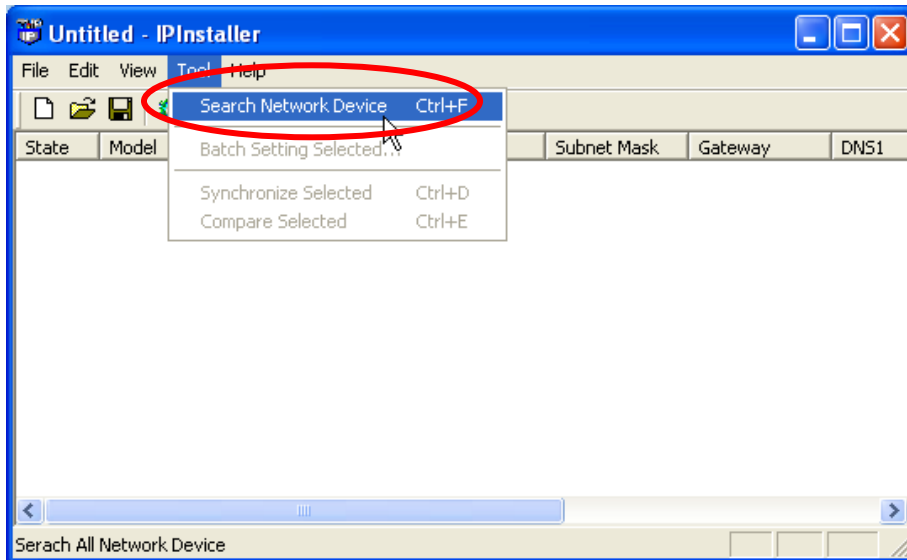 IP
Untitled - IPInstaller
File Edit View Tool Help
Search Network Device Ctrl+F
State Model Subnet Mask Gateway DNS1
Batch Setting Selected...
Synchronize Selected Ctrl+D
Compare Selected Ctrl+E
Serach All Network Device